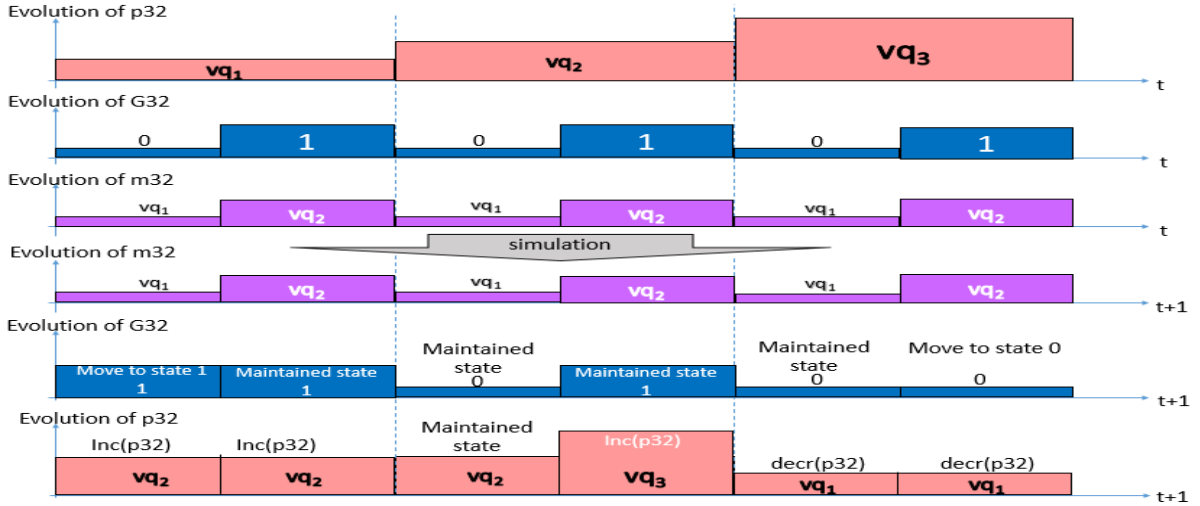 Evolution of p32
vq₁
vq₂
vq₃
t
Evolution of G32
0
1
0
1
0
1
t
Evolution of m32
vq₁
vq₂
vq₁
vq₂
vq₁
vq₂
t
simulation
Evolution of m32
vq₁
vq₂
vq₁
vq₂
vq₁
vq₂
t+1
Evolution of G32
Move to state 1
1
Maintained state
1
Maintained
state
0
Maintained state
1
Maintained
state
0
Move to state 0
0
t+1
Evolution of p32
Inc(p32)
vq₂
Inc(p32)
vq₂
Maintained
state
vq₂
Inc(p32)
vq₃
decr(p32)
vq₁
decr(p32)
vq₁
t+1